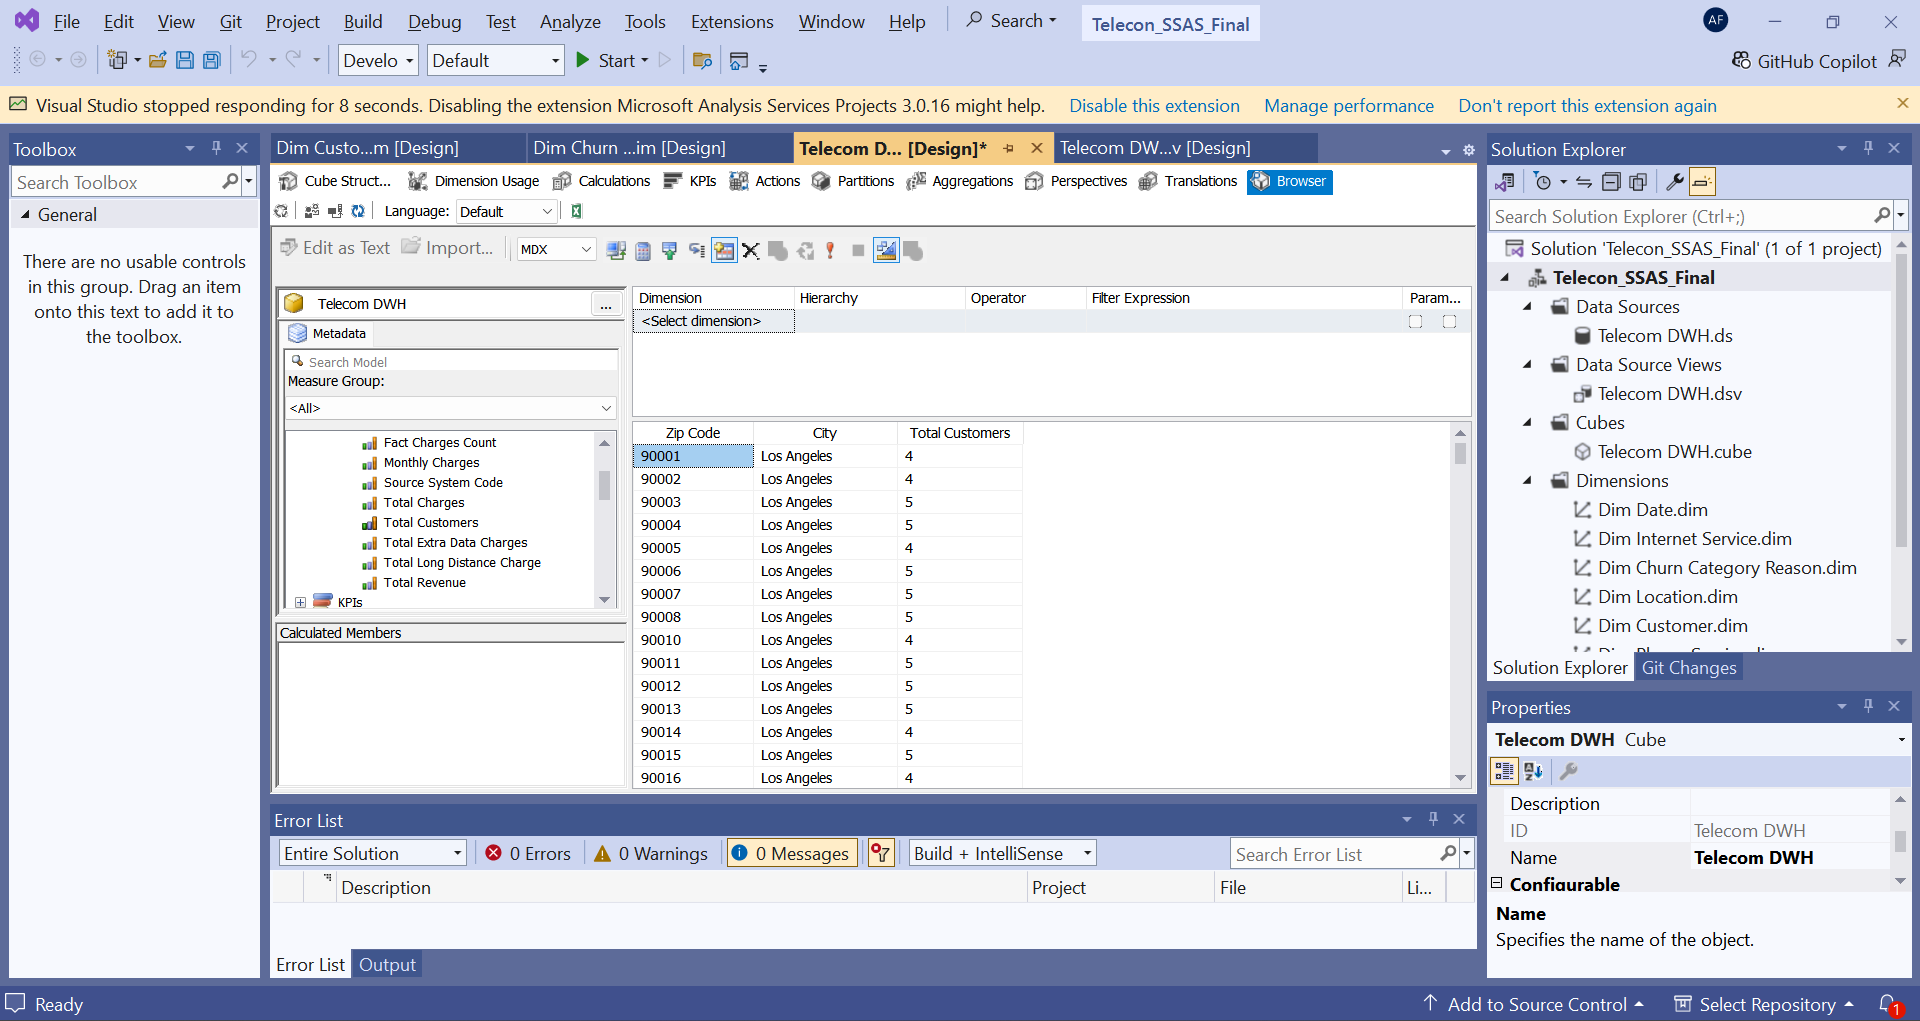 File Edit View Git Project Build Debug Test Analyze Tools Extensions Window Help Search Telecon_SSAS_Final AF
Develo Default Start GitHub Copilot
Visual Studio stopped responding for 8 seconds. Disabling the extension Microsoft Analysis Services Projects 3.0.16 might help. Disable this extension Manage performance Don't report this extension again
Toolbox
Search Toolbox
General
There are no usable controls
in this group. Drag an item
onto this text to add it to
the toolbox.
Dim Custo...m [Design] Dim Churn ...im [Design] Telecom D... [Design]* Telecom DW...v [Design]
Cube Struct... Dimension Usage Calculations KPIs Actions Partitions Aggregations Perspectives Translations Browser
Language: Default
Edit as Text Import... MDX
Telecom DWH ...
Metadata
Search Model
Measure Group:
<All>
Fact Charges Count
Monthly Charges
Source System Code
Total Charges
Total Customers
Total Extra Data Charges
Total Long Distance Charge
Total Revenue
KPIs
Calculated Members
Dimension Hierarchy Operator Filter Expression Param...
<Select dimension>
Zip Code City Total Customers
90001 Los Angeles 4
90002 Los Angeles 4
90003 Los Angeles 5
90004 Los Angeles 5
90005 Los Angeles 4
90006 Los Angeles 5
90007 Los Angeles 5
90008 Los Angeles 5
90010 Los Angeles 4
90011 Los Angeles 5
90012 Los Angeles 5
90013 Los Angeles 5
90014 Los Angeles 4
90015 Los Angeles 5
90016 Los Angeles 4
Error List
Entire Solution 0 Errors 0 Warnings 0 Messages Build + IntelliSense Search Error List
Description Project File Li...
Error List Output
Solution Explorer
Search Solution Explorer (Ctrl+;)
Solution 'Telecon_SSAS_Final' (1 of 1 project)
Telecon_SSAS_Final
Data Sources
Telecom DWH.ds
Data Source Views
Telecom DWH.dsv
Cubes
Telecom DWH.cube
Dimensions
Dim Date.dim
Dim Internet Service.dim
Dim Churn Category Reason.dim
Dim Location.dim
Dim Customer.dim
Solution Explorer Git Changes
Properties
Telecom DWH Cube
Description
ID Telecom DWH
Name Telecom DWH
Configurable
Name
Specifies the name of the object.
Ready Add to Source Control Select Repository 1